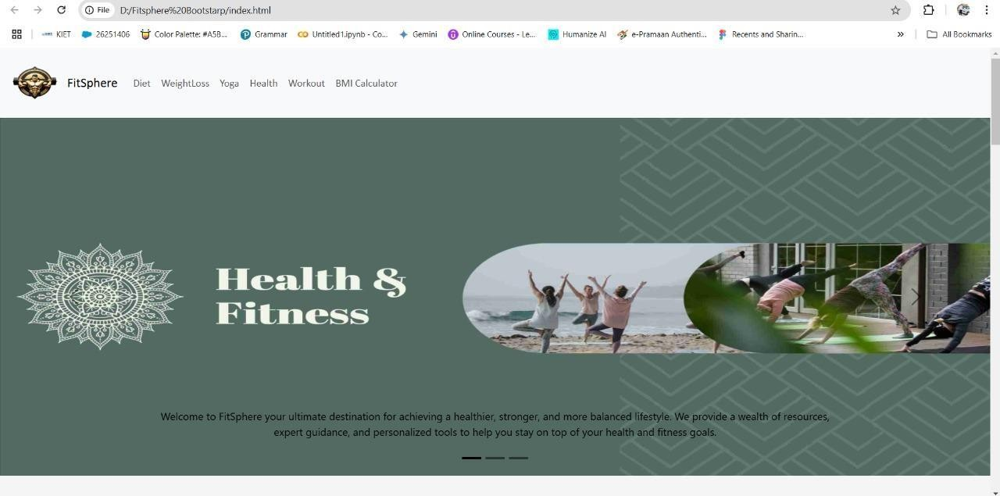 File D:/Fitsphere%20Bootstarp/index.html
KIET 26251406 Color Palette: #A5B... Grammar Untitled1.ipynb - Co... Gemini Online Courses - Le... Humanize AI e-Pramaan Authenti... Recents and Sharin... » All Bookmarks
FitSphere Diet WeightLoss Yoga Health Workout BMI Calculator
Health &
Fitness
Welcome to FitSphere your ultimate destination for achieving a healthier, stronger, and more balanced lifestyle. We provide a wealth of resources,
expert guidance, and personalized tools to help you stay on top of your health and fitness goals.